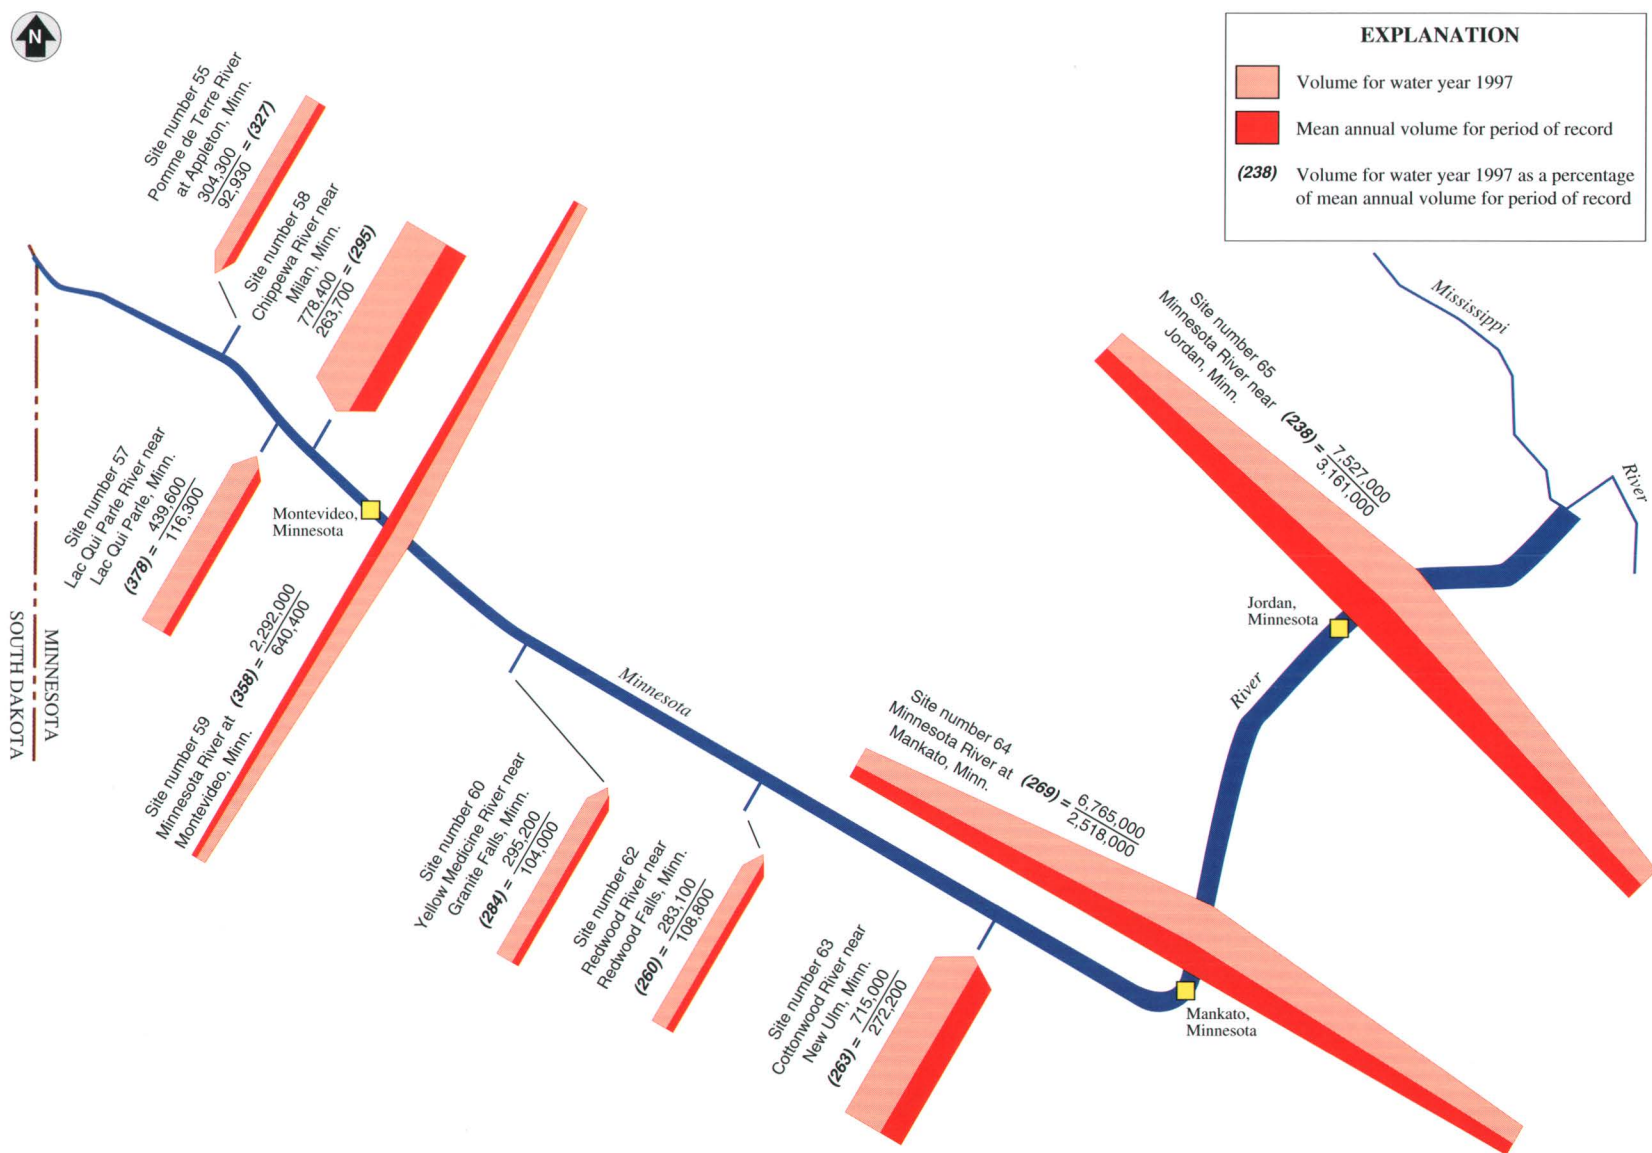 N
EXPLANATION
Volume for water year 1997
Mean annual volume for period of record
(238) Volume for water year 1997 as a percentage
of mean annual volume for period of record
Site number 55
Pomme de Terre River
at Appleton, Minn.
304,300
92,930
= (327)
Site number 58
Chippewa River near
Milan, Minn.
778,400
263,700
= (295)
Site number 57
Lac Qui Parle River near
Lac Qui Parle, Minn.
(378) =
439,600
116,300
Montevideo,
Minnesota
Site number 59
Minnesota River at
Montevideo, Minn.
(358) =
2,292,000
640,400
SOUTH DAKOTA
MINNESOTA
Minnesota
River
Site number 60
Yellow Medicine River near
Granite Falls, Minn.
(284) =
295,200
104,000
Site number 62
Redwood River near
Redwood Falls, Minn.
(260) =
283,100
108,800
Site number 63
Cottonwood River near
New Ulm, Minn.
(263) =
715,000
272,200
Site number 64
Minnesota River at
Mankato, Minn.
(269) =
6,765,000
2,518,000
Mankato,
Minnesota
Site number 65
Minnesota River near
Jordan, Minn.
(238) =
7,527,000
3,161,000
Jordan,
Minnesota
Mississippi
River